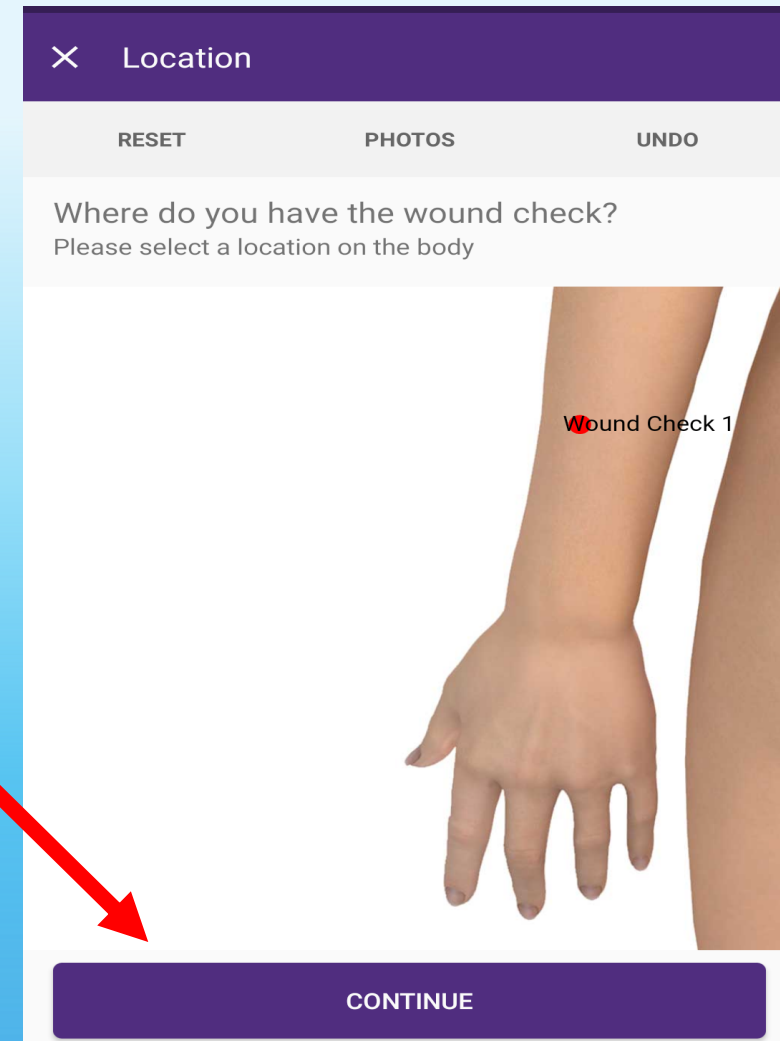 Location
RESET PHOTOS UNDO
Where do you have the wound check?
Please select a location on the body
Wound Check 1
CONTINUE